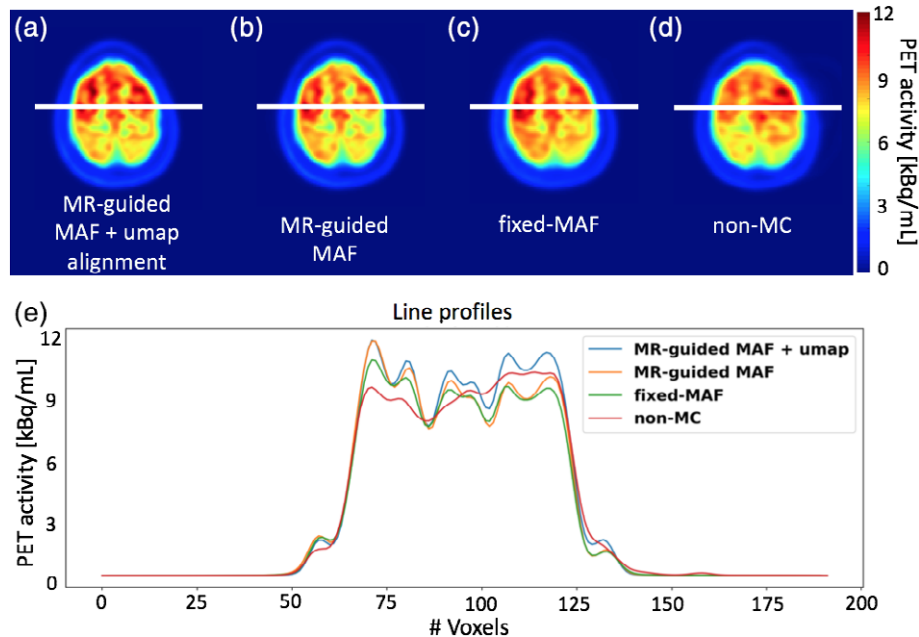 (a)
(b)
(c)
(d)
MR-guided
MAF + umap
alignment
MR-guided
MAF
fixed-MAF
non-MC
12
9
6
3
0
PET activity [kBq/mL]
(e)
Line profiles
PET activity [kBq/mL]
12
9
6
3
0
MR-guided MAF + umap
MR-guided MAF
fixed-MAF
non-MC
0
25
50
75
100
125
150
175
200
# Voxels